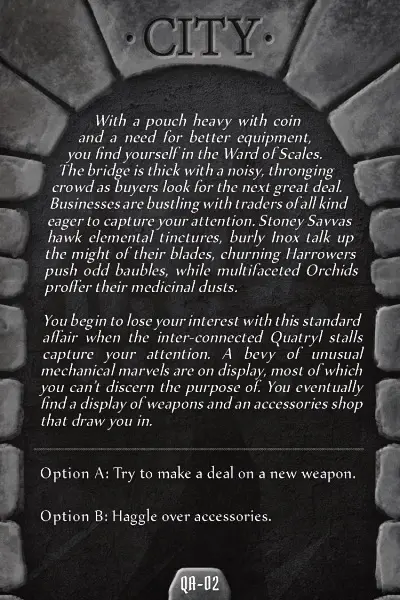 ·CITY·
With a pouch heavy with coin
and a need for better equipment,
you find yourself in the Ward of Scales.
The bridge is thick with a noisy, thronging
crowd as buyers look for the next great deal.
Businesses are bustling with traders of all kind
eager to capture your attention. Stoney Savvas
hawk elemental tinctures, burly Inox talk up
the might of their blades, churning Harrowers
push odd baubles, while multifaceted Orchids
proffer their medicinal dusts.
You begin to lose your interest with this standard
affair when the inter-connected Quatryl stalls
capture your attention. A bevy of unusual
mechanical marvels are on display, most of which
you can't discern the purpose of. You eventually
find a display of weapons and an accessories shop
that draw you in.
Option A: Try to make a deal on a new weapon.
Option B: Haggle over accessories.
QA-02